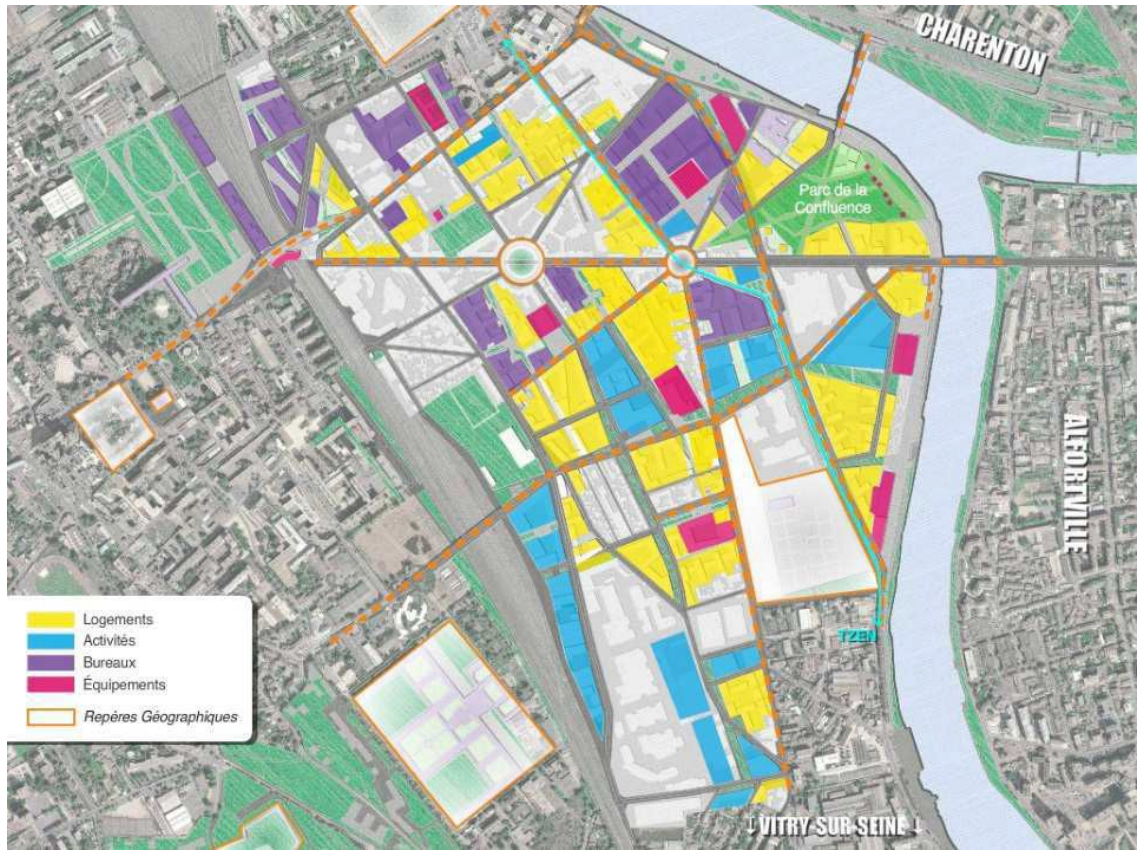 CHARENTON
Parc de la
Confluence
ALFORTVILLE
Logements
Activités
Bureaux
Équipements
Repères Géographiques
TZEN
↓ VITRY-SUR-SEINE ↓